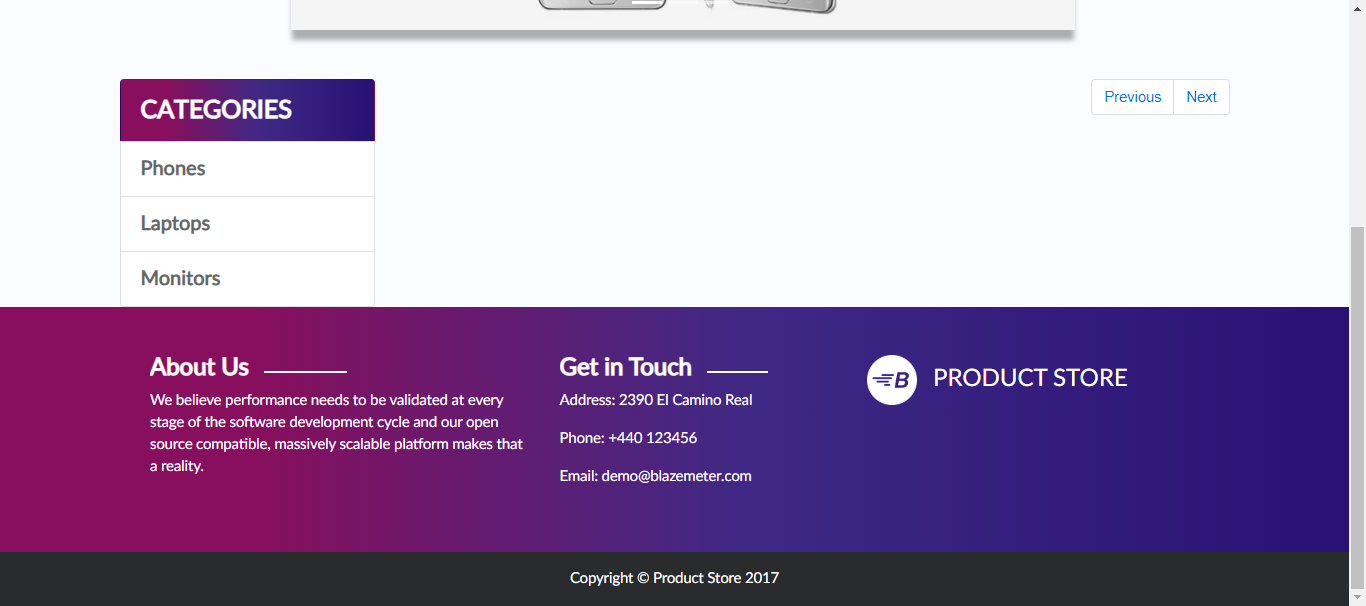 CATEGORIES
Phones
Laptops
Monitors
Previous
Next
About Us
We believe performance needs to be validated at every
stage of the software development cycle and our open
source compatible, massively scalable platform makes that
a reality.
Get in Touch
Address: 2390 El Camino Real
Phone: +440 123456
Email: demo@blazemeter.com
B
PRODUCT STORE
Copyright © Product Store 2017